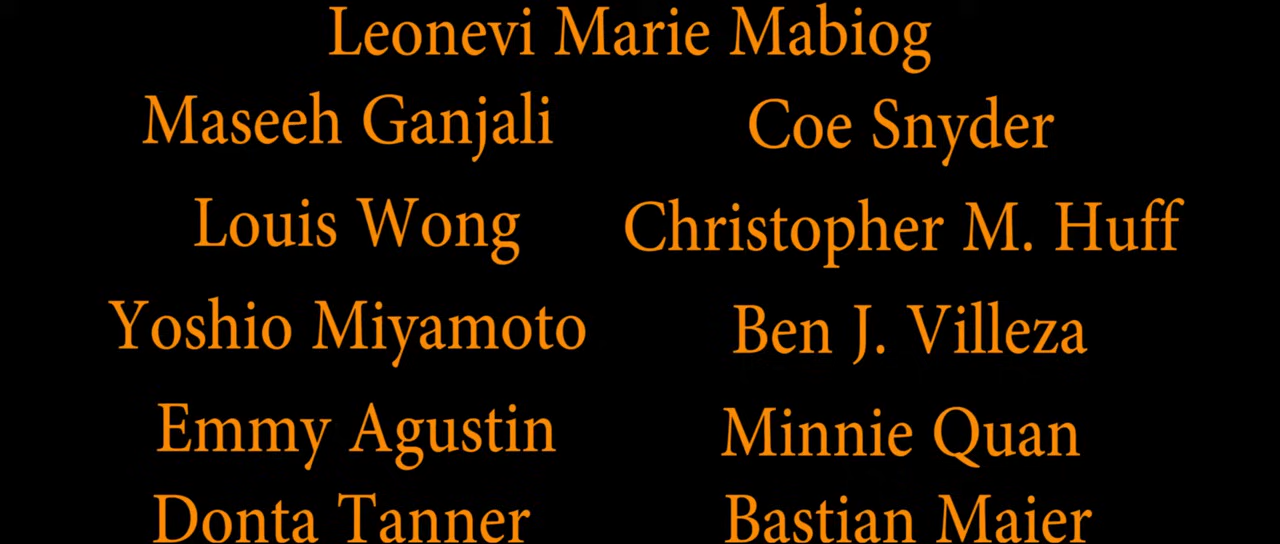 Leonevi Marie Mabiog
Maseeh Ganjali
Coe Snyder
Louis Wong
Christopher M. Huff
Yoshio Miyamoto
Ben J. Villeza
Emmy Agustin
Minnie Quan
Donta Tanner
Bastian Maier